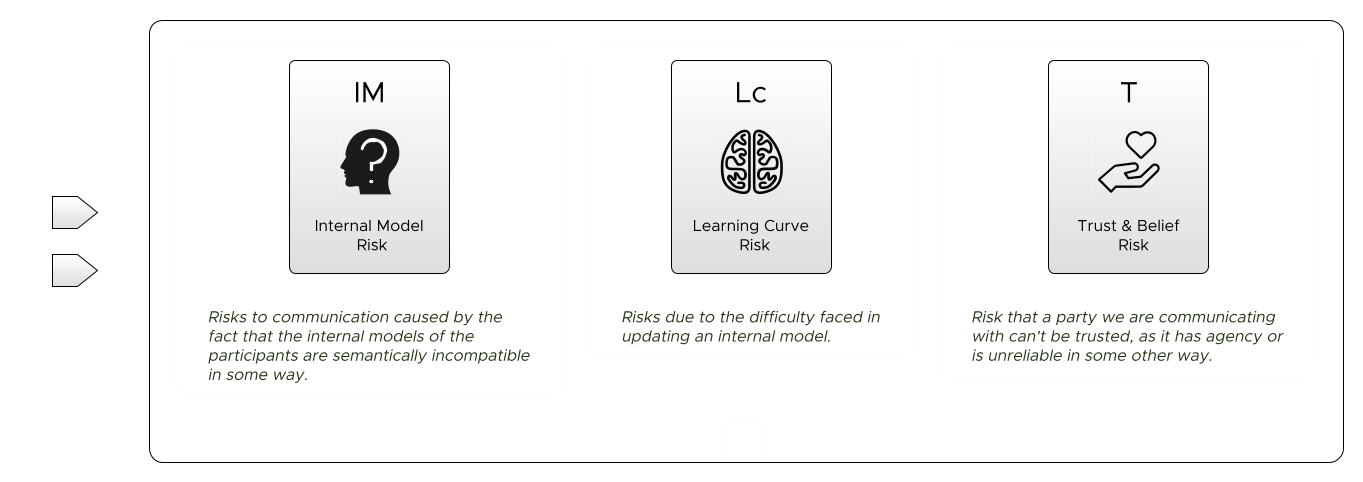 IM
Internal Model
Risk
Risks to communication caused by the
fact that the internal models of the
participants are semantically incompatible
in some way.
Lc
Learning Curve
Risk
Risks due to the difficulty faced in
updating an internal model.
T
Trust & Belief
Risk
Risk that a party we are communicating
with can't be trusted, as it has agency or
is unreliable in some other way.